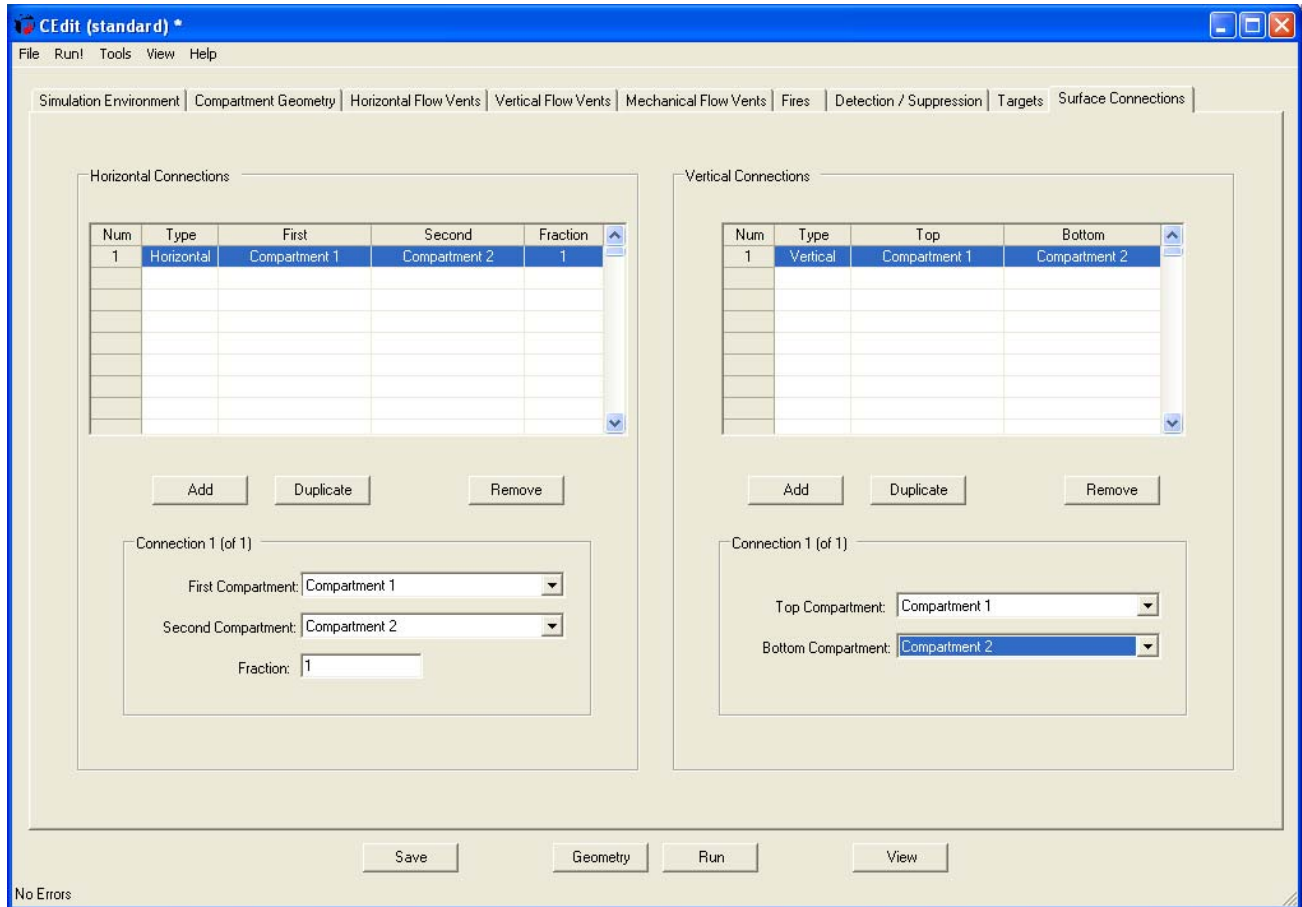 CEdit (standard) *
File Run! Tools View Help
Simulation Environment Compartment Geometry Horizontal Flow Vents Vertical Flow Vents Mechanical Flow Vents Fires Detection / Suppression Targets Surface Connections
Horizontal Connections
Num Type First Second Fraction
1 Horizontal Compartment 1 Compartment 2 1
Add Duplicate Remove
Connection 1 (of 1)
First Compartment: Compartment 1
Second Compartment: Compartment 2
Fraction: 1
Vertical Connections
Num Type Top Bottom
1 Vertical Compartment 1 Compartment 2
Add Duplicate Remove
Connection 1 (of 1)
Top Compartment: Compartment 1
Bottom Compartment: Compartment 2
Save Geometry Run View
No Errors